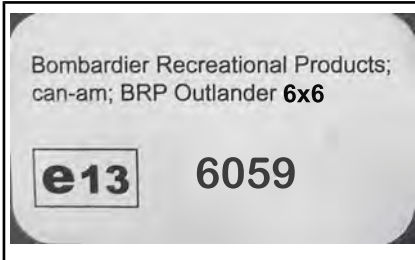 Bombardier Recreational Products;
can-am; BRP Outlander 6x6
e13 6059